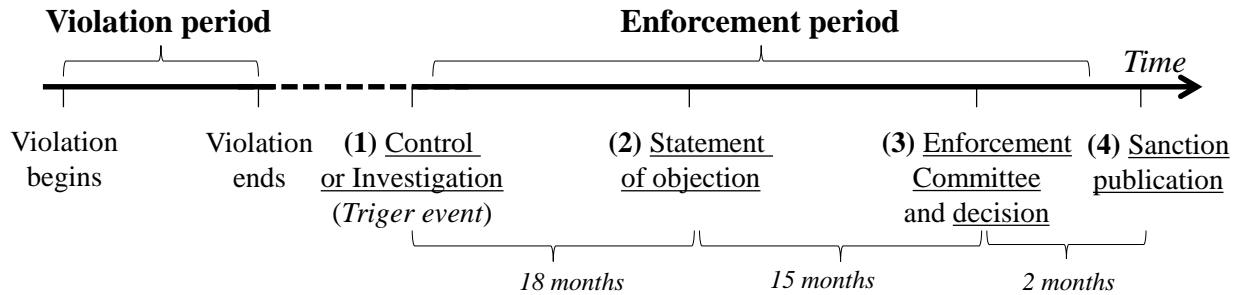 Violation period
Enforcement period
Time
Violation
begins
Violation
ends
(1) Control
or Investigation
(Triger event)
(2) Statement
of objection
(3) Enforcement
Committee
and decision
(4) Sanction
publication
18 months
15 months
2 months